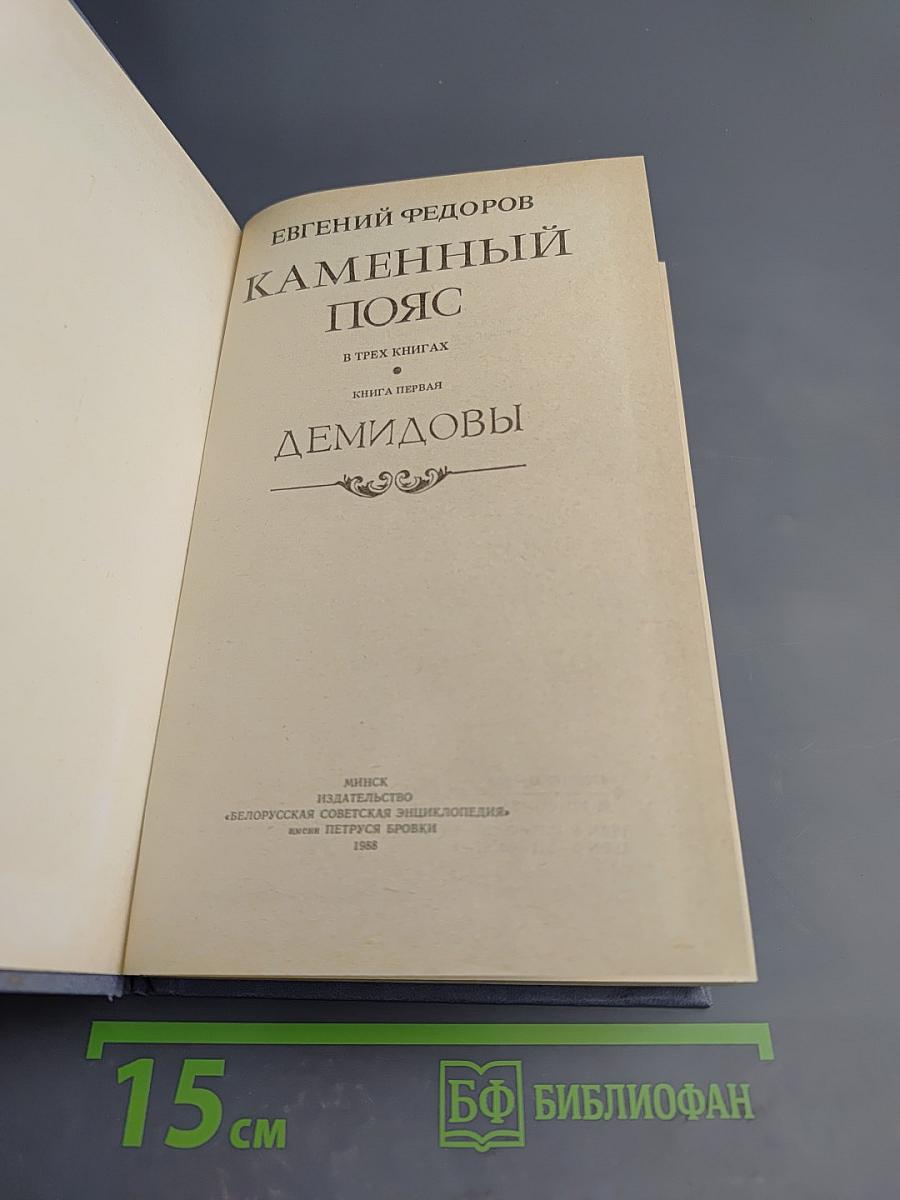 ЕВГЕНИЙ ФЕДОРОВ
КАМЕННЫЙ
ПОЯС
В ТРЕХ КНИГАХ
КНИГА ПЕРВАЯ
ДЕМИДОВЫ
МИНСК
ИЗДАТЕЛЬСТВО
«БЕЛОРУССКАЯ СОВЕТСКАЯ ЭНЦИКЛОПЕДИЯ»
имени ПЕТРУСЯ БРОВКИ
1988
15 см
БФ БИБЛИОФАН